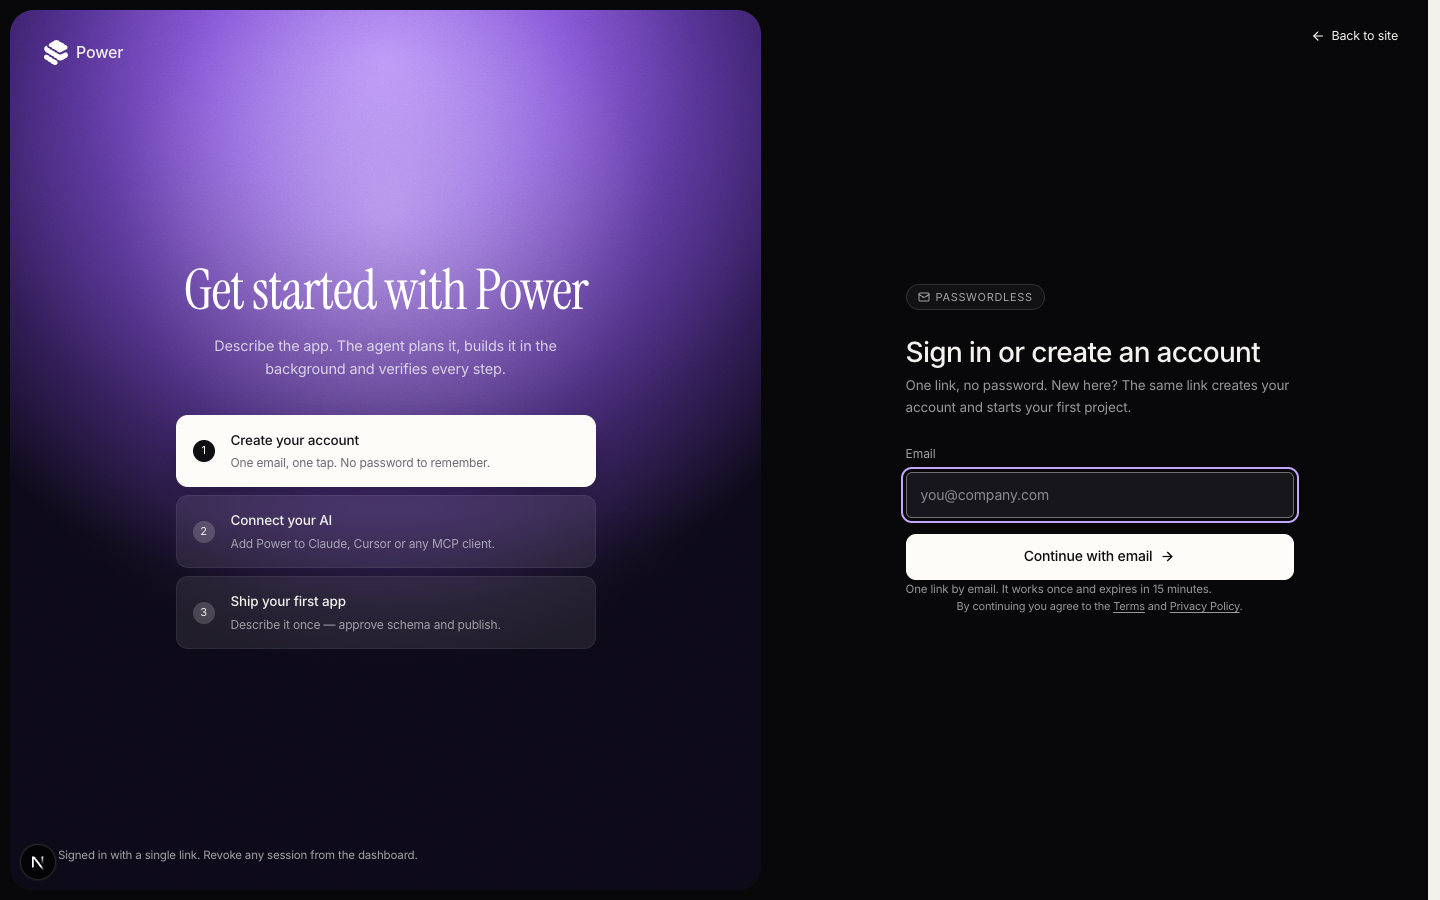 Power
Back to site
Get started with Power
Describe the app. The agent plans it, builds it in the
background and verifies every step.
1
Create your account
One email, one tap. No password to remember.
2
Connect your AI
Add Power to Claude, Cursor or any MCP client.
3
Ship your first app
Describe it once — approve schema and publish.
Signed in with a single link. Revoke any session from the dashboard.
N
PASSWORDLESS
Sign in or create an account
One link, no password. New here? The same link creates your
account and starts your first project.
Email
you@company.com
Continue with email
One link by email. It works once and expires in 15 minutes.
By continuing you agree to the Terms and Privacy Policy.